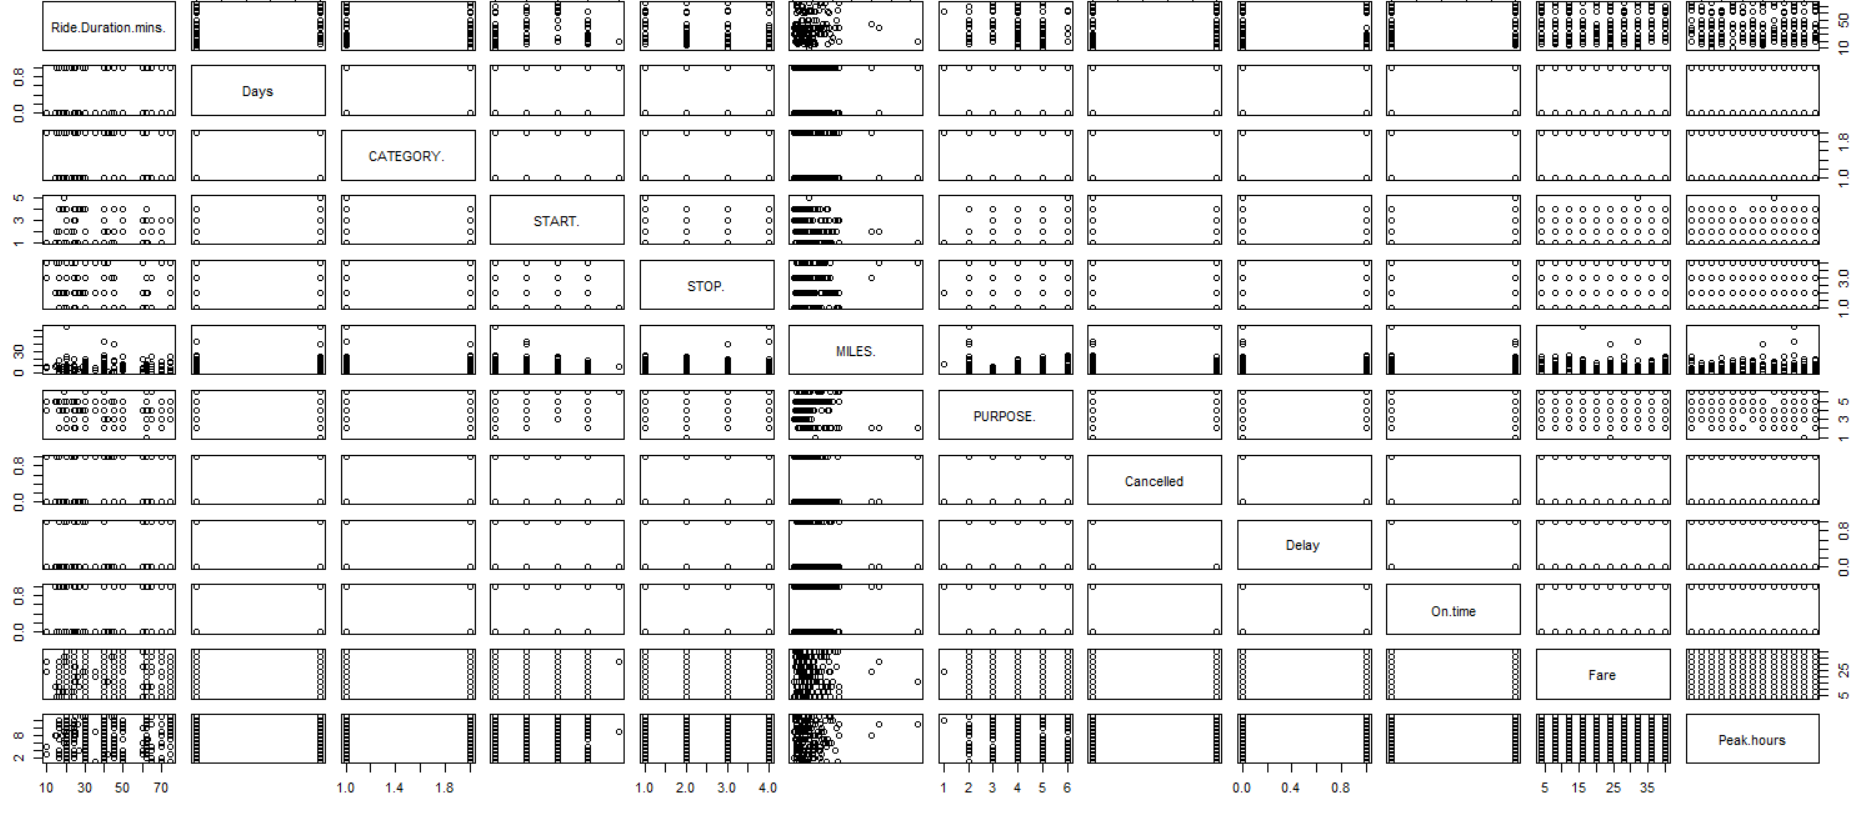 Ride.Duration.mins.
10 50
Days
0.0 0.8
CATEGORY.
1.0 1.8
START.
1 3 5
STOP.
1.0 3.0
MILES.
0 30
PURPOSE.
1 3 5
Cancelled
0.0 0.8
Delay
0.0 0.8
On.time
0.0 0.8
Fare
5 25
Peak.hours
2 8
10 30 50 70 1.0 1.4 1.8 1.0 2.0 3.0 4.0 1 2 3 4 5 6 0.0 0.4 0.8 5 15 25 35